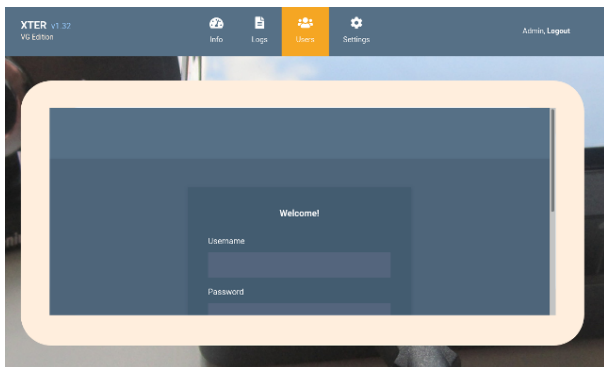 XTER v1.32
VG Edition
Info
Logs
Users
Settings
Admin, Logout
Welcome!
Username
Password